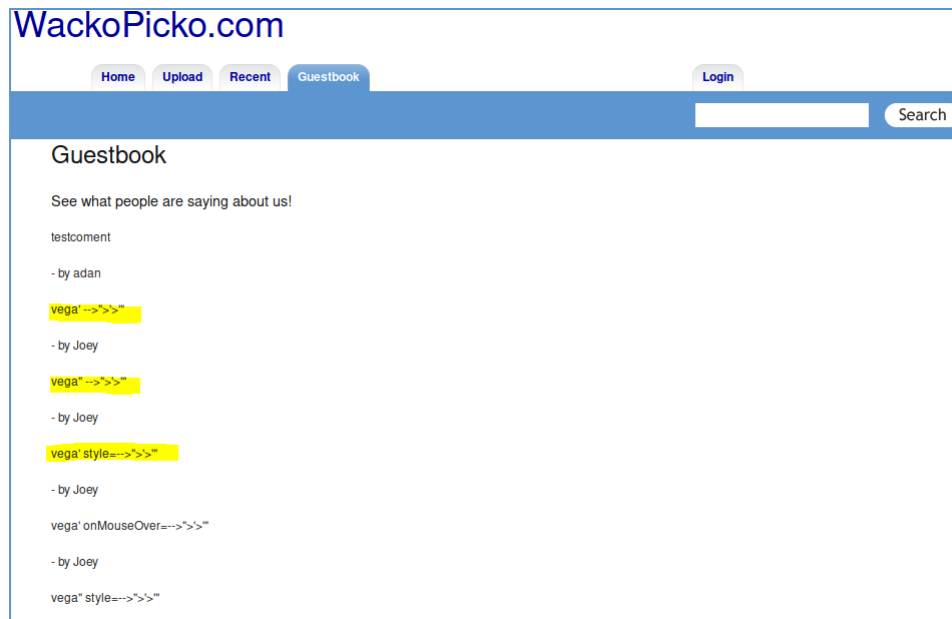 WackoPicko.com
Home Upload Recent Guestbook Login
Search
Guestbook
See what people are saying about us!
testcoment
- by adan
vega' -->">'>'"
- by Joey
vega" -->">'>'"
- by Joey
vega' style=-->">'>'"
- by Joey
vega' onMouseOver=-->">'>'"
- by Joey
vega" style=-->">'>'"